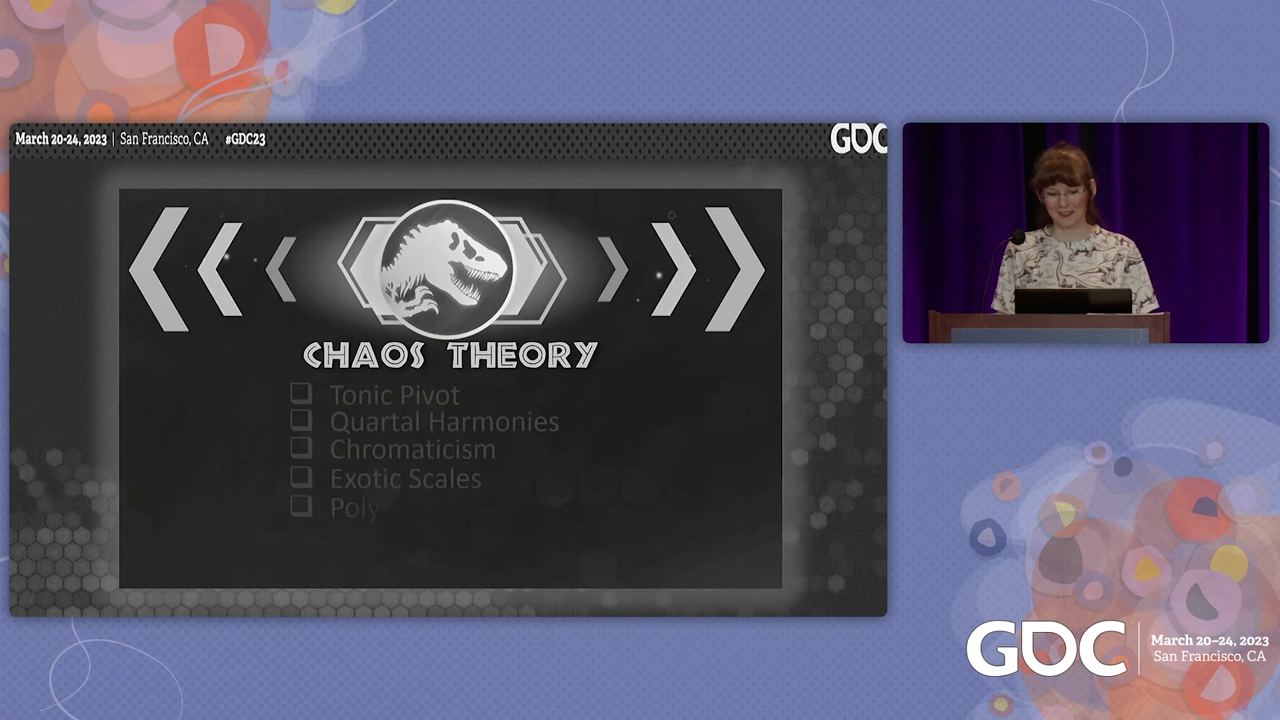 March 20-24, 2023 | San Francisco, CA #GDC23
GDC
CHAOS THEORY
Tonic Pivot
Quartal Harmonies
Chromaticism
Exotic Scales
Poly
GDC
March 20–24, 2023
San Francisco, CA